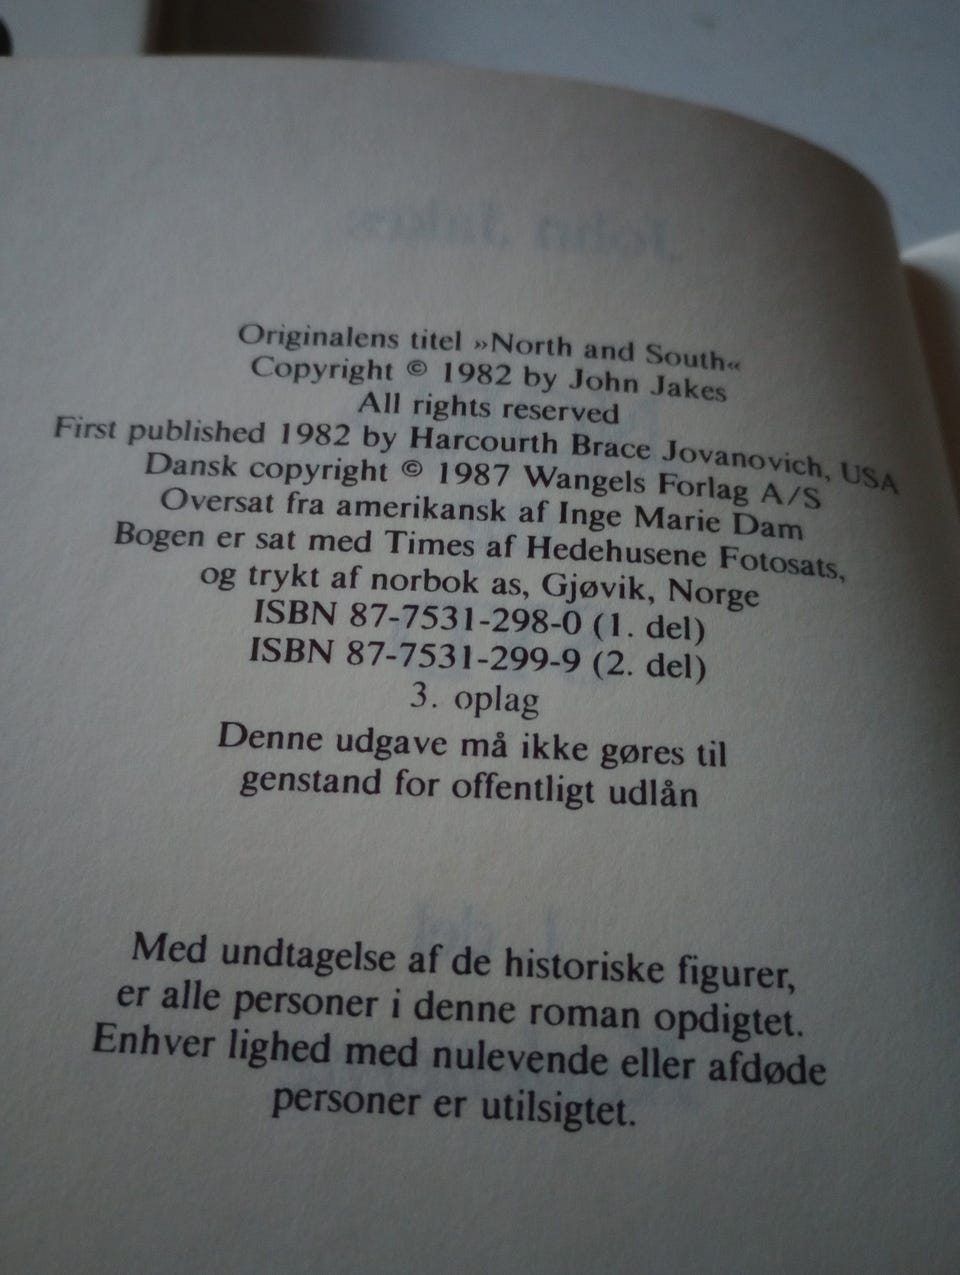 John Jakes
Originalens titel »North and South«
Copyright © 1982 by John Jakes
All rights reserved
First published 1982 by Harcourth Brace Jovanovich, USA
Dansk copyright © 1987 Wangels Forlag A/S
Oversat fra amerikansk af Inge Marie Dam
Bogen er sat med Times af Hedehusene Fotosats,
og trykt af norbok as, Gjøvik, Norge
ISBN 87-7531-298-0 (1. del)
ISBN 87-7531-299-9 (2. del)
3. oplag
Denne udgave må ikke gøres til
genstand for offentligt udlån
Med undtagelse af de historiske figurer,
er alle personer i denne roman opdigtet.
Enhver lighed med nulevende eller afdøde
personer er utilsigtet.